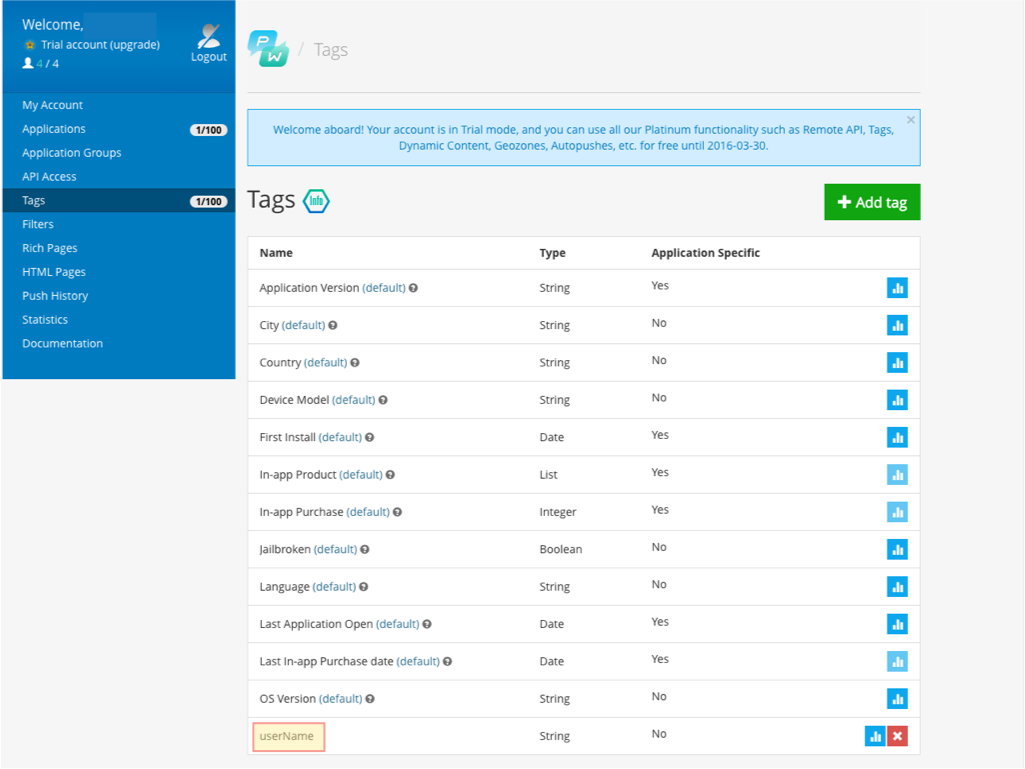 Welcome,
Trial account (upgrade)
4 / 4
Logout
My Account
Applications 1/100
Application Groups
API Access
Tags 1/100
Filters
Rich Pages
HTML Pages
Push History
Statistics
Documentation
P W / Tags
Welcome aboard! Your account is in Trial mode, and you can use all our Platinum functionality such as Remote API, Tags,
Dynamic Content, Geozones, Autopushes, etc. for free until 2016-03-30.
×
Tags Info
+ Add tag
Name Type Application Specific
Application Version (default) ? String Yes
City (default) ? String No
Country (default) ? String No
Device Model (default) ? String No
First Install (default) ? Date Yes
In-app Product (default) ? List Yes
In-app Purchase (default) ? Integer Yes
Jailbroken (default) ? Boolean No
Language (default) ? String No
Last Application Open (default) ? Date Yes
Last In-app Purchase date (default) ? Date Yes
OS Version (default) ? String No
userName String No